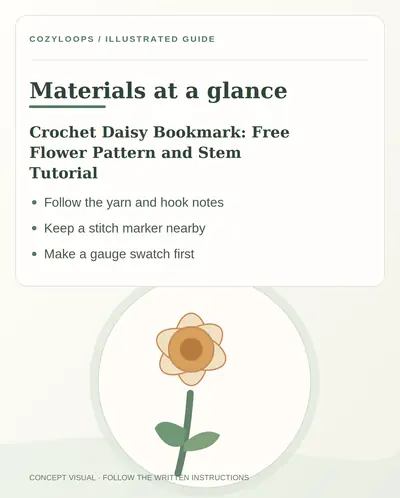 COZYLOOPS / ILLUSTRATED GUIDE
Materials at a glance
Crochet Daisy Bookmark: Free
Flower Pattern and Stem
Tutorial
• Follow the yarn and hook notes
• Keep a stitch marker nearby
• Make a gauge swatch first
CONCEPT VISUAL · FOLLOW THE WRITTEN INSTRUCTIONS